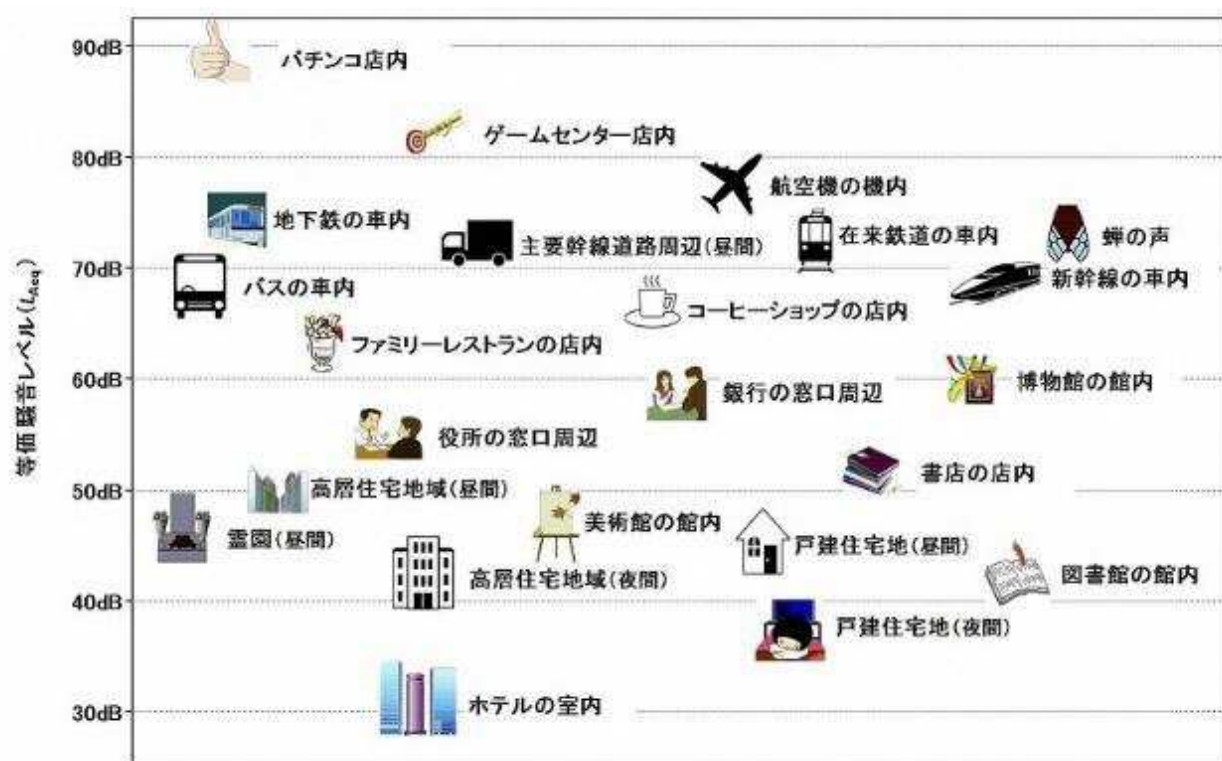 90dB
パチンコ店内
ゲームセンター店内
80dB
航空機の機内
地下鉄の車内
主要幹線道路周辺(昼間)
在来鉄道の車内
蝉の声
70dB
バスの車内
新幹線の車内
コーヒーショップの店内
ファミリーレストランの店内
60dB
銀行の窓口周辺
博物館の館内
役所の窓口周辺
書店の店内
50dB
高層住宅地域(昼間)
美術館の館内
霊園(昼間)
戸建住宅地(昼間)
高層住宅地域(夜間)
図書館の館内
40dB
戸建住宅地(夜間)
30dB
ホテルの室内
等価騒音レベル(LAeq)